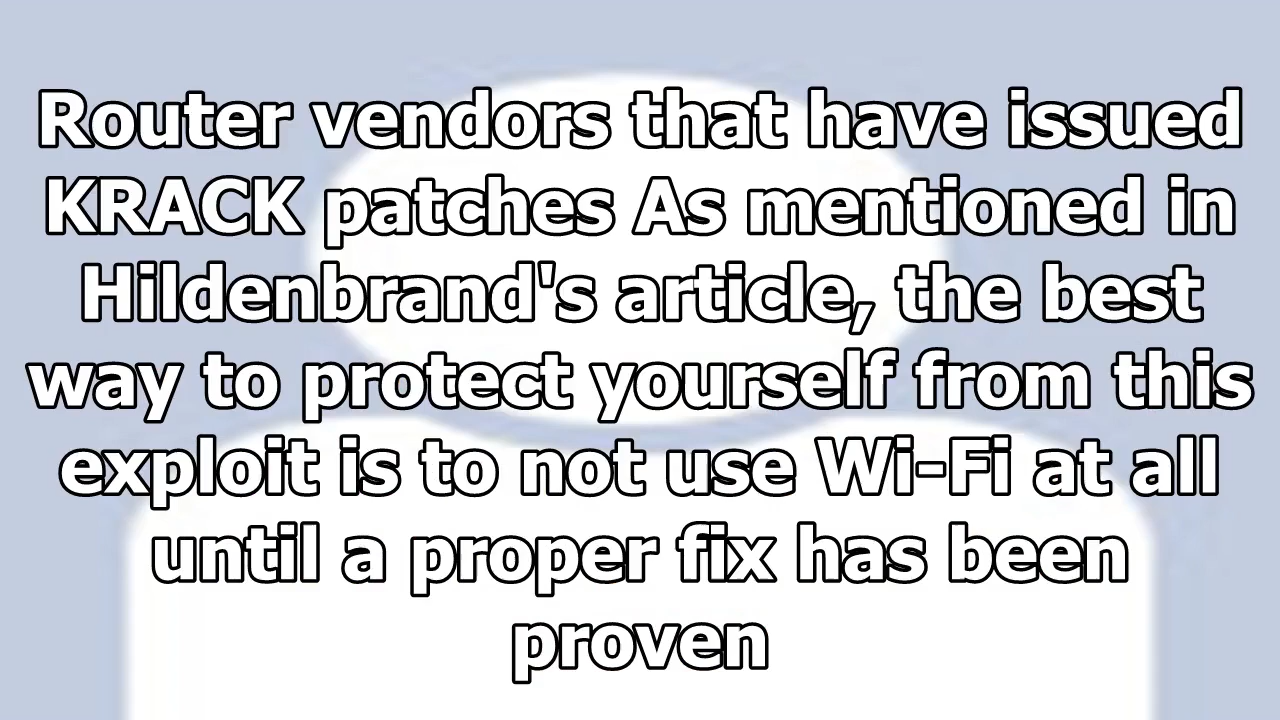 Router vendors that have issued
KRACK patches As mentioned in
Hildenbrand's article, the best
way to protect yourself from this
exploit is to not use Wi-Fi at all
until a proper fix has been
proven